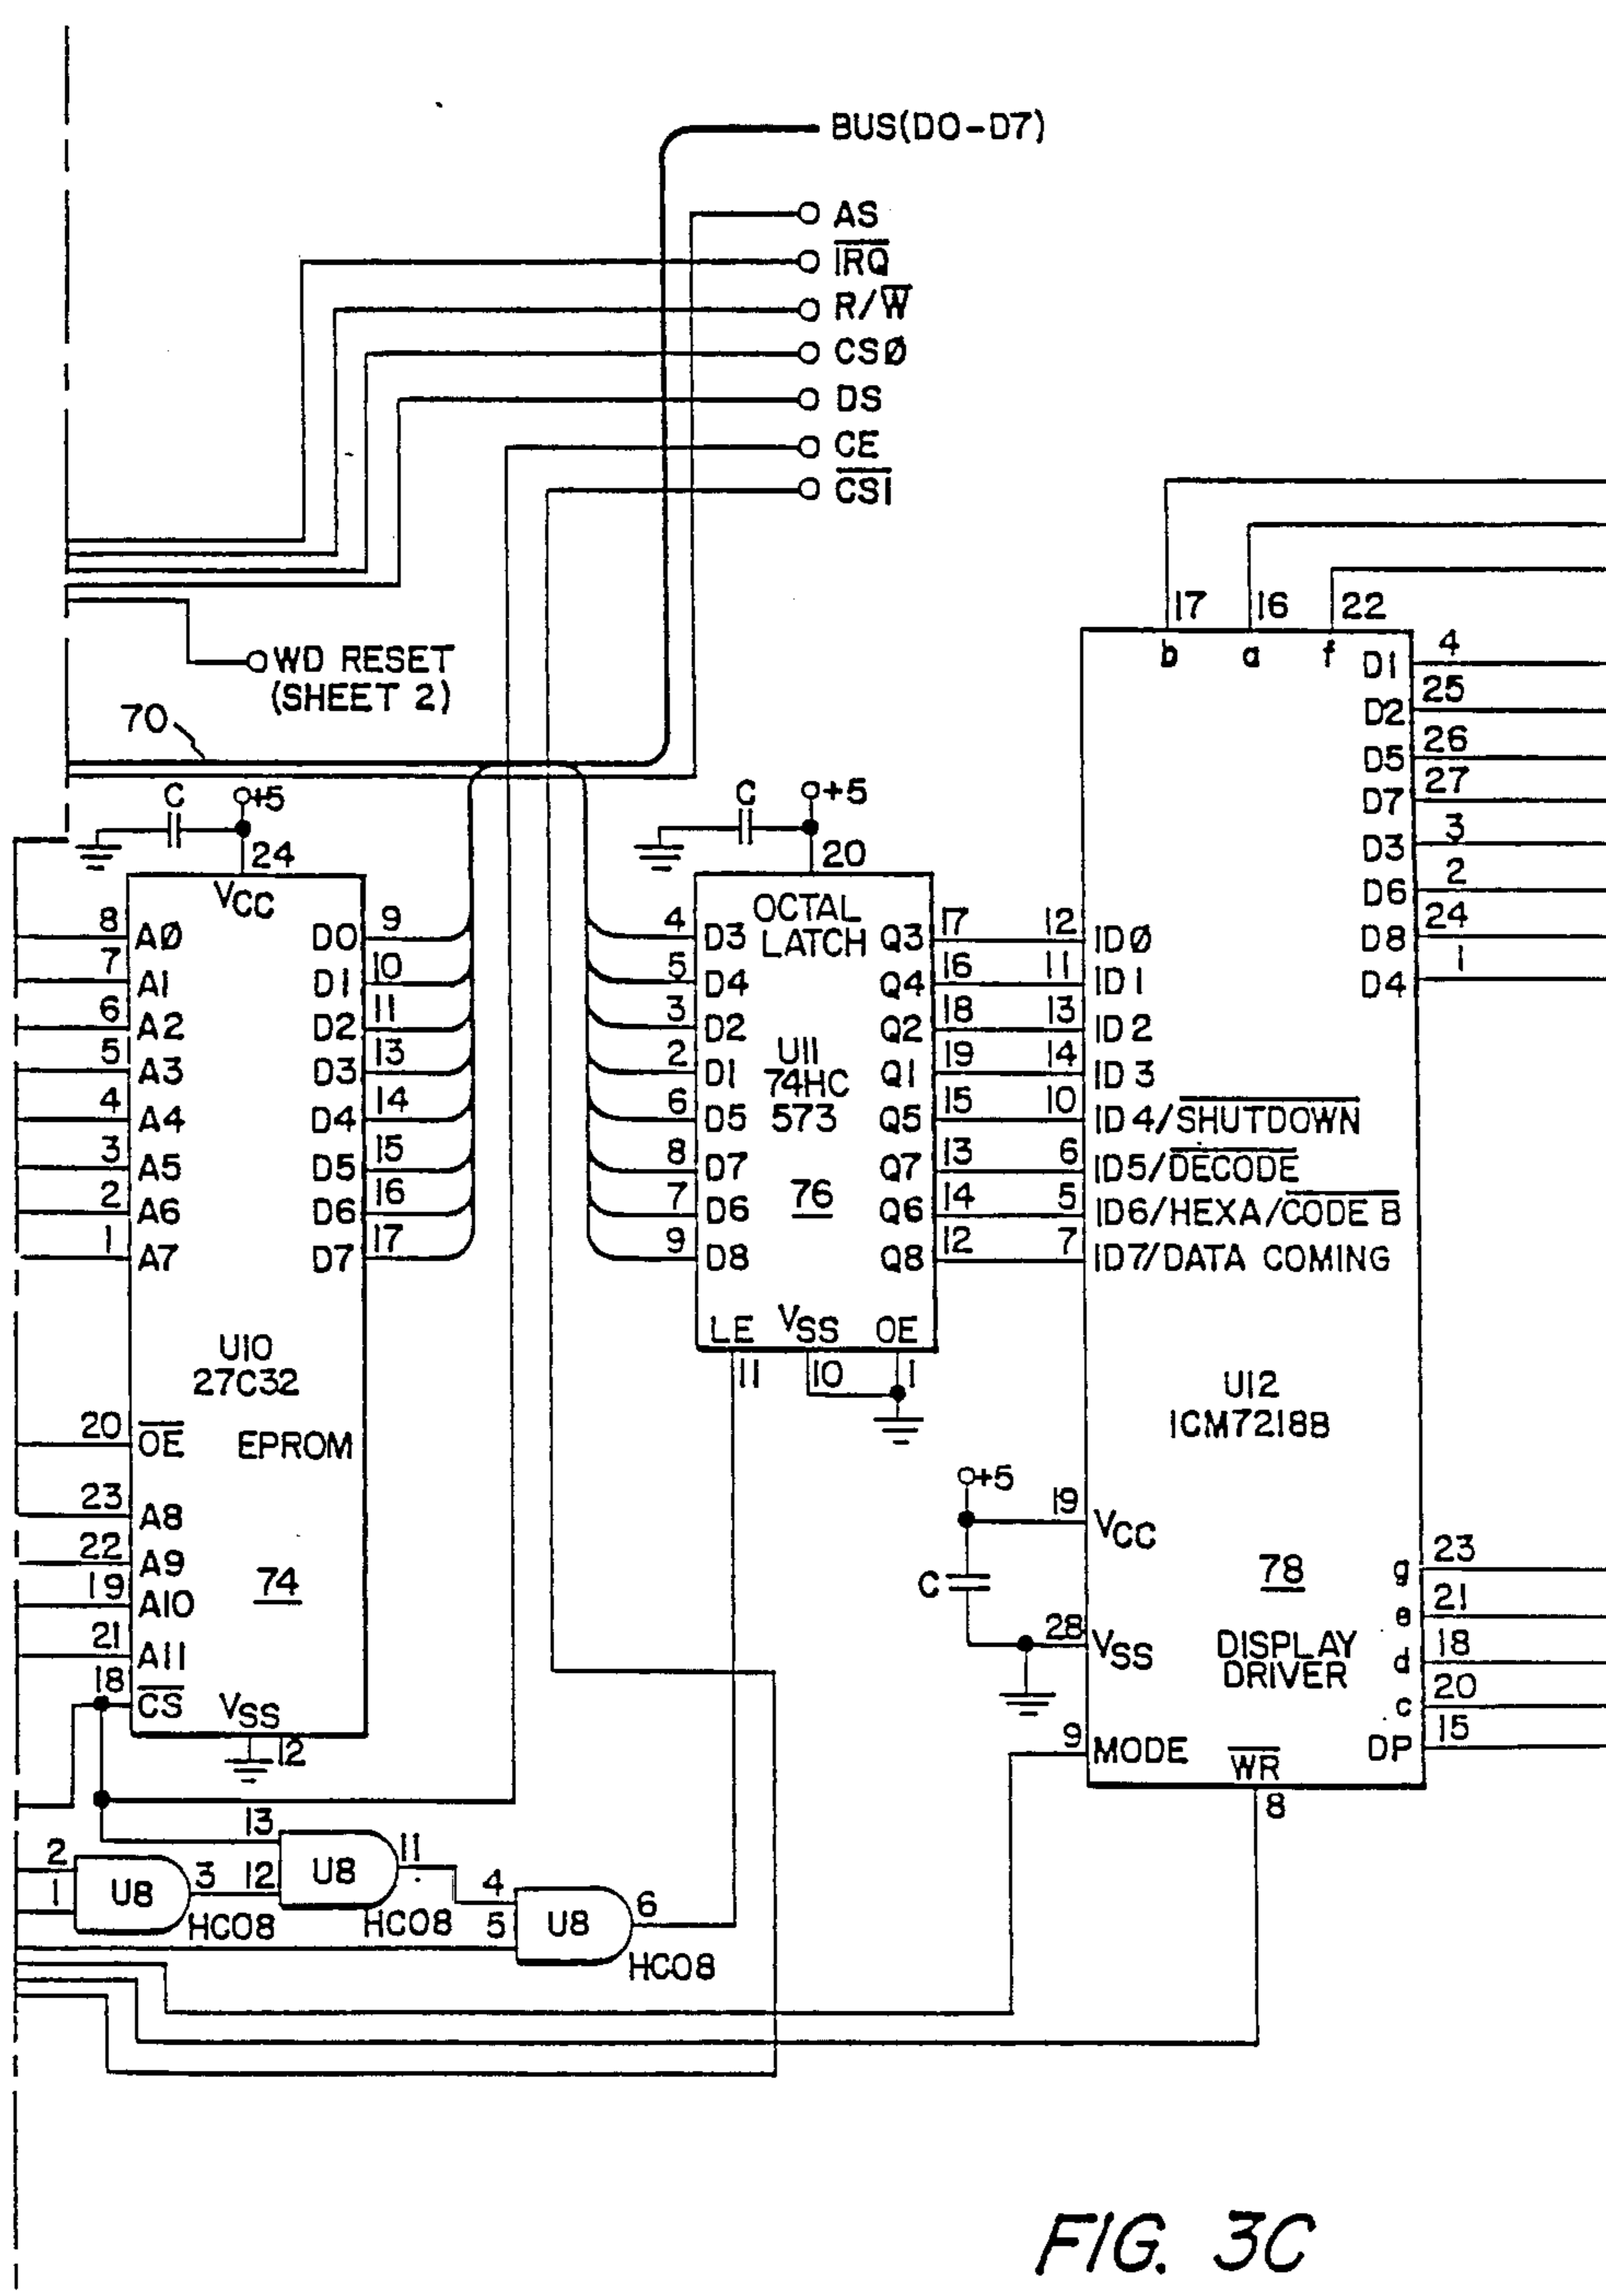 BUS(D0-D7)
AS
IRQ
R/W
CSØ
DS
CE
CS1
WD RESET
(SHEET 2)
70
17 16 22
b a f
D1 4
D2 25
D5 26
D7 27
D3 3
D6 2
D8 24
D4 1
C +5
24
VCC
8 AØ D0 9
7 A1 D1 10
6 A2 D2 11
5 A3 D3 13
4 A4 D4 14
3 A5 D5 15
2 A6 D6 16
1 A7 D7 17
U10
27C32
20 OE EPROM
23 A8
22 A9
19 A10
74
21 A11
18 CS VSS
12
C +5
20
OCTAL
LATCH
4 D3 Q3 17
5 D4 Q4 16
3 D2 Q2 18
2 D1 Q1 19
6 D5 Q5 15
8 D7 Q7 13
7 D6 Q6 14
9 D8 Q8 12
U11
74HC
573
76
LE VSS OE
11 10 1
12 IDØ
11 ID1
13 ID2
14 ID3
10 ID4/SHUTDOWN
6 ID5/DECODE
5 ID6/HEXA/CODE B
7 ID7/DATA COMING
U12
ICM7218B
+5
19 VCC
C
78
28 VSS
DISPLAY
DRIVER
g 23
e 21
d 18
c 20
DP 15
9 MODE WR
8
13
2 11
1 U8 3 12 U8 4
HC08 HC08 5 U8 6
HC08
FIG. 3C